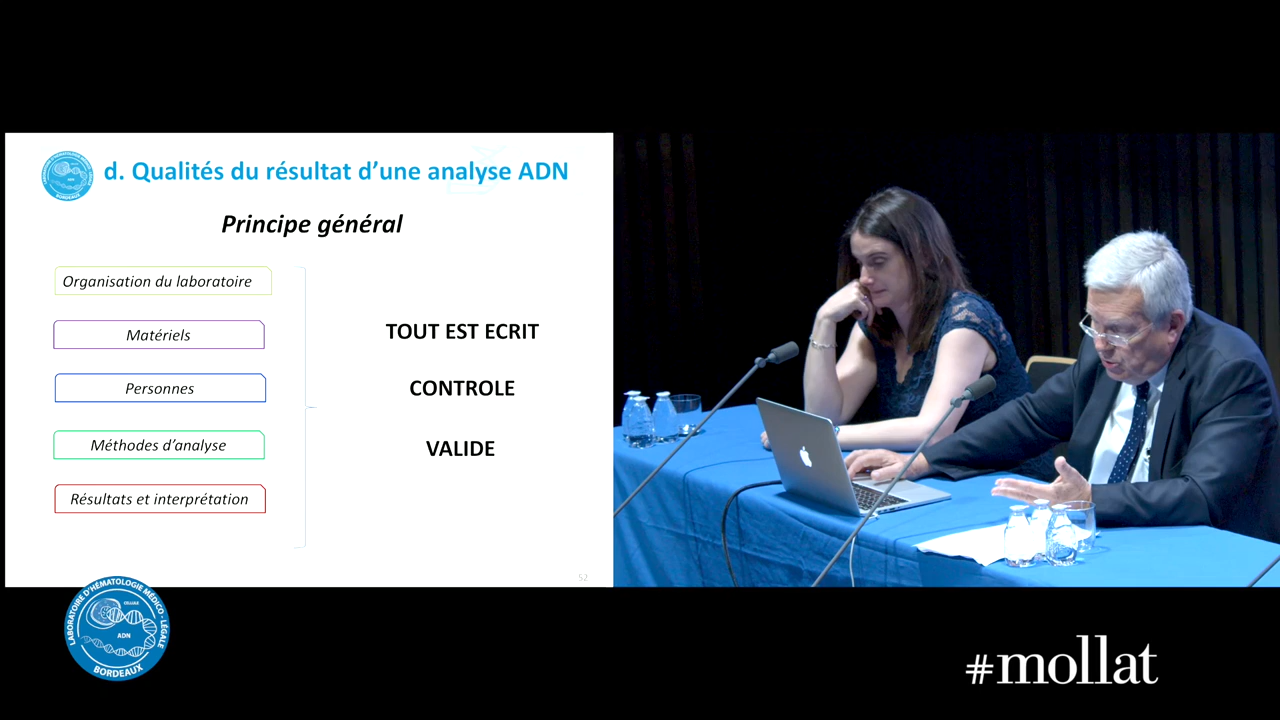 d. Qualités du résultat d'une analyse ADN
Principe général
Organisation du laboratoire
Matériels
Personnes
Méthodes d'analyse
Résultats et interprétation
TOUT EST ECRIT
CONTROLE
VALIDE
52
LABORATOIRE D'HÉMATOLOGIE MÉDICO-LÉGALE
CELLULE
ADN
BORDEAUX
#mollat